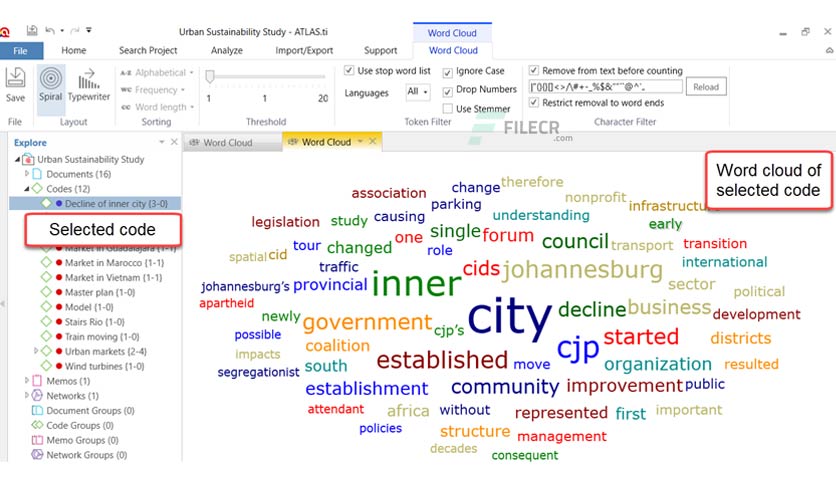 Urban Sustainability Study - ATLAS.ti
Word Cloud
File Home Search Project Analyze Import/Export Support Word Cloud
Save
File
Spiral Typewriter
Layout
A-Z Alphabetical
WC Frequency
CC Word length
Sorting
1 1 20
Threshold
Use stop word list
Languages All
Ignore Case
Drop Numbers
Use Stemmer
Token Filter
Remove from text before counting
Reload
Restrict removal to word ends
Character Filter
FILECR
.com
Explore
Word Cloud
Word Cloud
Urban Sustainability Study
Documents (16)
Codes (12)
Decline of inner city (3-0)
Selected code
Market in Guadalajara (1-1)
Market in Marocco (1-1)
Market in Vietnam (1-1)
Master plan (1-0)
Model (1-0)
Stairs Rio (1-0)
Train moving (1-0)
Urban markets (2-4)
Wind turbines (1-0)
Memos (1)
Networks (1)
Document Groups (0)
Code Groups (0)
Memo Groups (0)
Network Groups (0)
Word cloud of
selected code
therefore
association change nonprofit
parking infrastructure
legislation study causing understanding
early
one single forum council transport transition
tour changed role
spatial cid international
traffic cids johannesburg
johannesburg's provincial inner sector political
apartheid
newly government cjp's city decline business development
possible started districts
impacts coalition established cjp
segregationist south move organization resulted
establishment community improvement public
attendant africa without represented first important
policies structure management
decades consequent